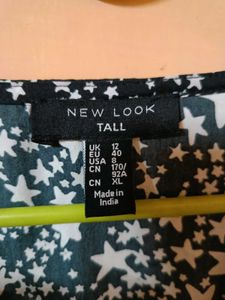 NEW LOOK
TALL
UK 12
EU 40
USA 8
CN 170/
92A
CN XL
Made in
India